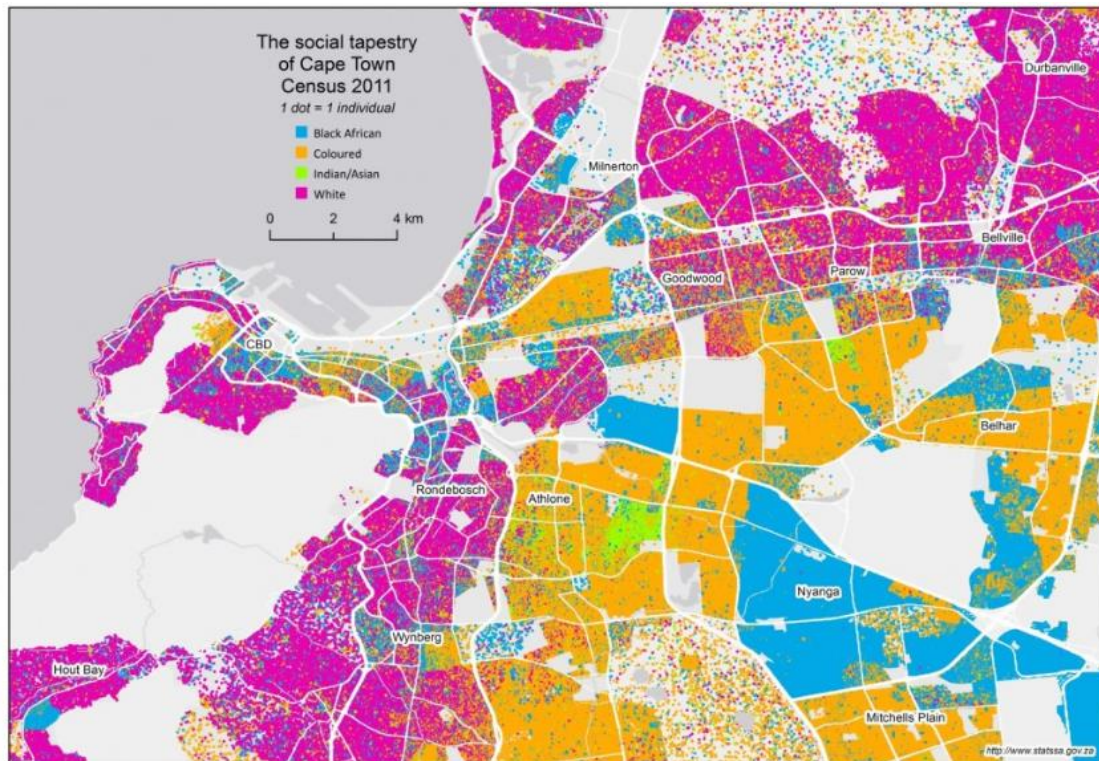 The social tapestry
of Cape Town
Census 2011
1 dot = 1 individual
Black African
Coloured
Indian/Asian
White
0 2 4 km
Durbanville
Milnerton
Bellville
Goodwood
Parow
CBD
Belhar
Rondebosch
Athlone
Nyanga
Wynberg
Hout Bay
Mitchells Plain
http://www.statssa.gov.za